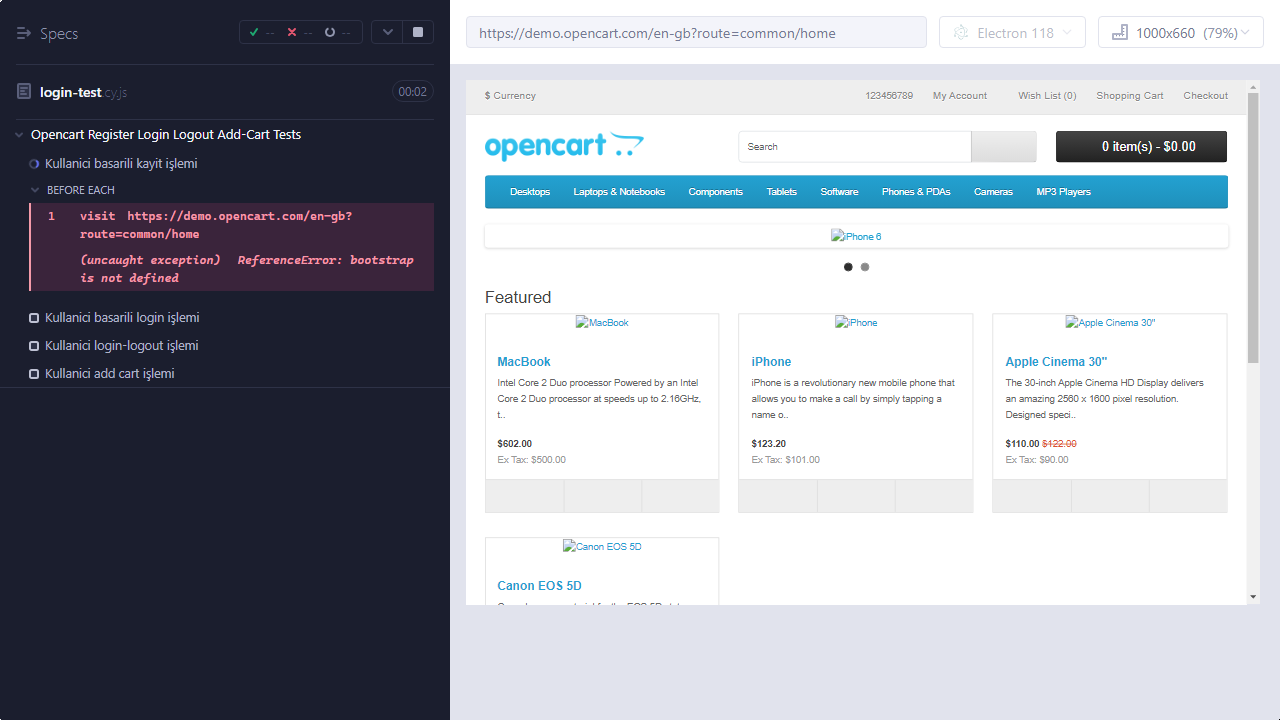 Specs
--
--
--
login-test.cy.js
00:02
Opencart Register Login Logout Add-Cart Tests
Kullanici basarili kayit işlemi
BEFORE EACH
1 visit https://demo.opencart.com/en-gb?
route=common/home
(uncaught exception) ReferenceError: bootstrap
is not defined
Kullanici basarili login işlemi
Kullanici login-logout işlemi
Kullanici add cart işlemi
https://demo.opencart.com/en-gb?route=common/home
Electron 118
1000x660 (79%)
$ Currency
123456789
My Account
Wish List (0)
Shopping Cart
Checkout
opencart
Search
0 item(s) - $0.00
Desktops
Laptops & Notebooks
Components
Tablets
Software
Phones & PDAs
Cameras
MP3 Players
iPhone 6
Featured
MacBook
MacBook
Intel Core 2 Duo processor Powered by an Intel
Core 2 Duo processor at speeds up to 2.16GHz,
t..
$602.00
Ex Tax: $500.00
iPhone
iPhone
iPhone is a revolutionary new mobile phone that
allows you to make a call by simply tapping a
name o..
$123.20
Ex Tax: $101.00
Apple Cinema 30"
Apple Cinema 30"
The 30-inch Apple Cinema HD Display delivers
an amazing 2560 x 1600 pixel resolution.
Designed speci..
$110.00 $122.00
Ex Tax: $90.00
Canon EOS 5D
Canon EOS 5D